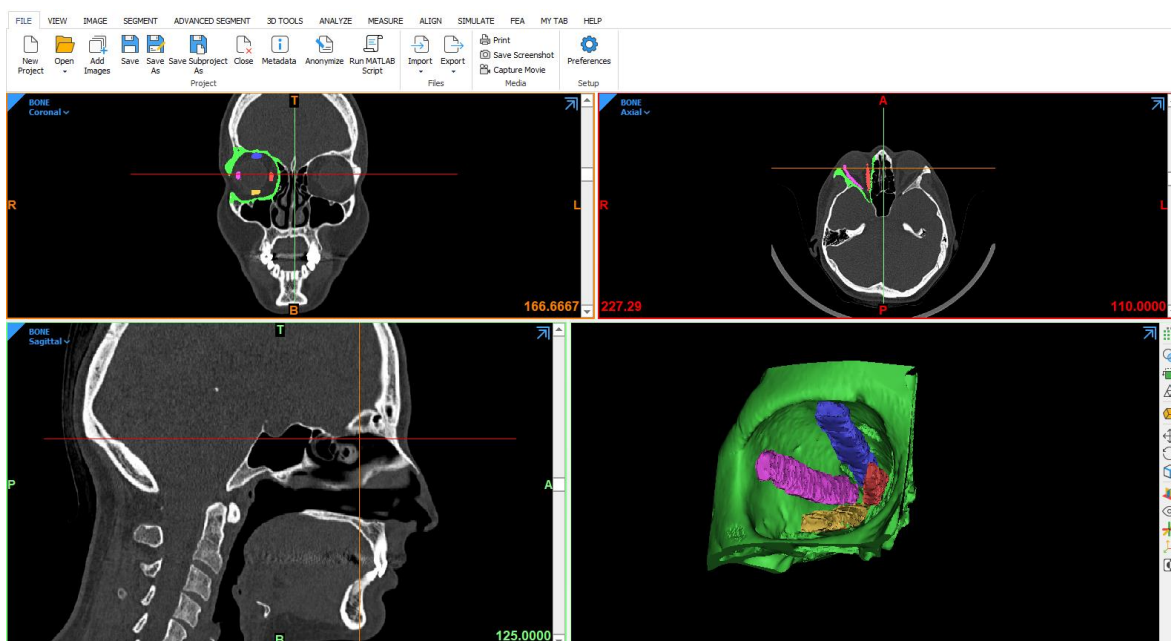 FILE VIEW IMAGE SEGMENT ADVANCED SEGMENT 3D TOOLS ANALYZE MEASURE ALIGN SIMULATE FEA MY TAB HELP
New Project
Open
Add Images
Save
Save As
Save Subproject As
Close
Metadata
Anonymize
Run MATLAB Script
Import
Export
Print
Save Screenshot
Capture Movie
Preferences
Project
Files
Media
Setup
BONE
Coronal
T
R
L
B
166.6667
BONE
Axial
A
R
L
P
227.29
110.0000
BONE
Sagittal
T
P
A
B
125.0000